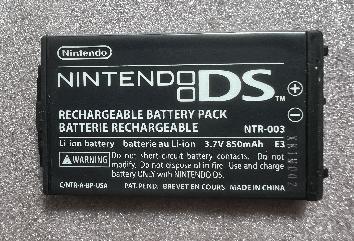 Nintendo
NINTENDO DS™
RECHARGEABLE BATTERY PACK
BATTERIE RECHARGEABLE NTR-003
Li-ion battery batterie au Li-ion 3.7V 850mAh E3
WARNING Do not short circuit battery contacts. Do not
modify. Do not dispose of in fire. Use and charge
battery ONLY with NINTENDO DS.
C/NTR-A-BP-USA PAT. PEND. BREVET EN COURS MADE IN CHINA